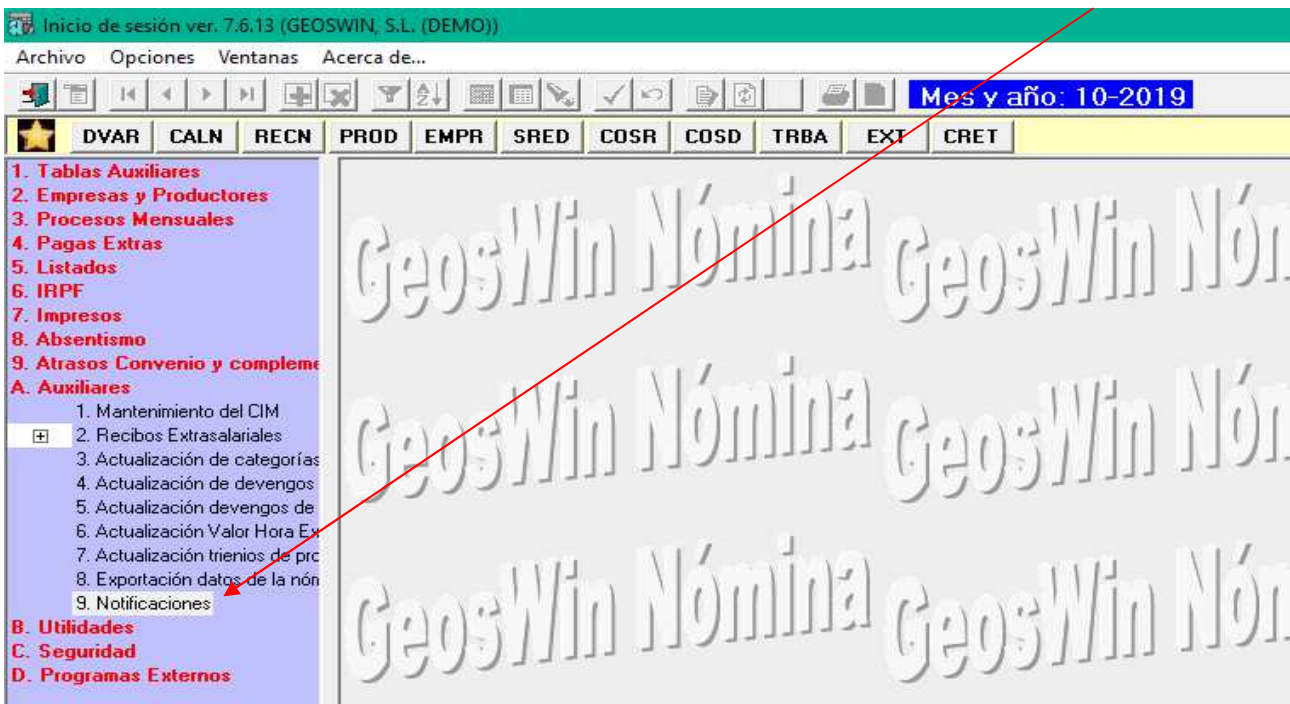 Inicio de sesión ver. 7.6.13 (GEOSWIN, S.L. (DEMO))
Archivo Opciones Ventanas Acerca de...
Mes y año: 10-2019
DVAR CALN RECN PROD EMPR SRED COSR COSD TRBA EXT CRET
1. Tablas Auxiliares
2. Empresas y Productores
3. Procesos Mensuales
4. Pagas Extras
5. Listados
6. IRPF
7. Impresos
8. Absentismo
9. Atrasos Convenio y compleme
A. Auxiliares
1. Mantenimiento del CIM
2. Recibos Extrasalariales
3. Actualización de categorías
4. Actualización de devengos
5. Actualización devengos de
6. Actualización Valor Hora Ex
7. Actualización trienios de pro
8. Exportación datos de la nón
9. Notificaciones
B. Utilidades
C. Seguridad
D. Programas Externos
GeosWin Nómina GeosWin Nón
GeosWin Nómina GeosWin Nón
GeosWin Nómina GeosWin Nón